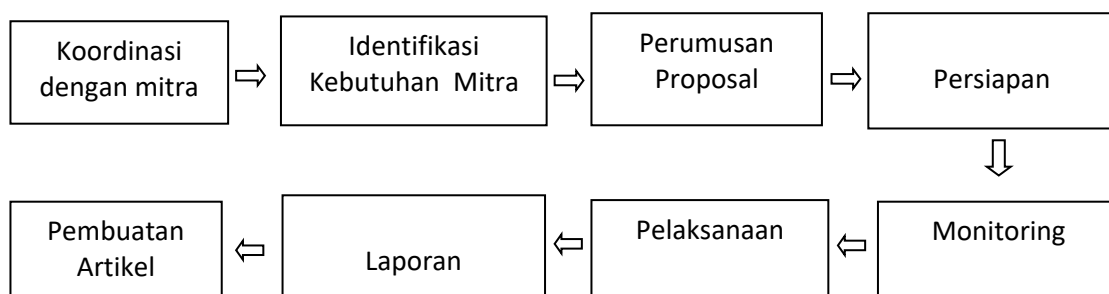 Koordinasi
dengan mitra
Identifikasi
Kebutuhan Mitra
Perumusan
Proposal
Persiapan
Monitoring
Pelaksanaan
Laporan
Pembuatan
Artikel